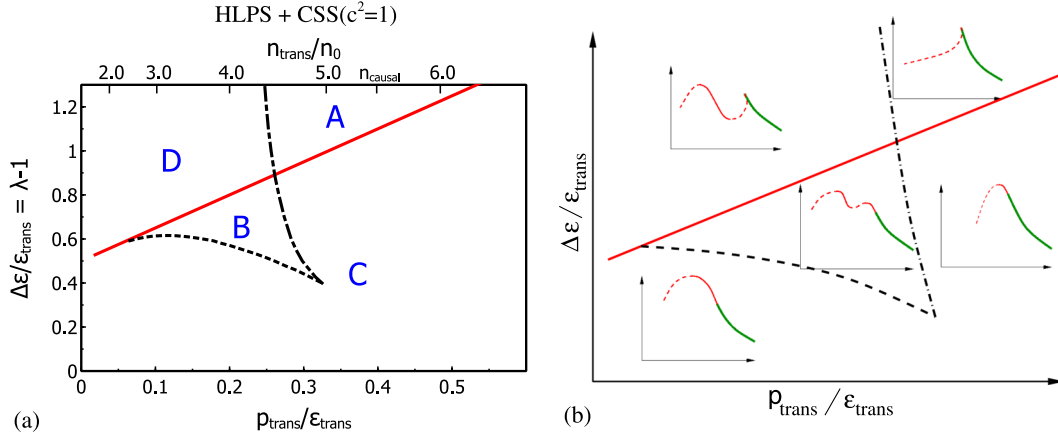 HLPS + CSS(c²=1)
n_trans/n_0
2.0 3.0 4.0 5.0 n_causal 6.0
Δε/ε_trans = λ-1
1.2
1
0.8
0.6
0.4
0.2
0
A
D
B
C
0 0.1 0.2 0.3 0.4 0.5
(a)
p_trans/ε_trans
(b)
Δε/ε_trans
p_trans/ε_trans